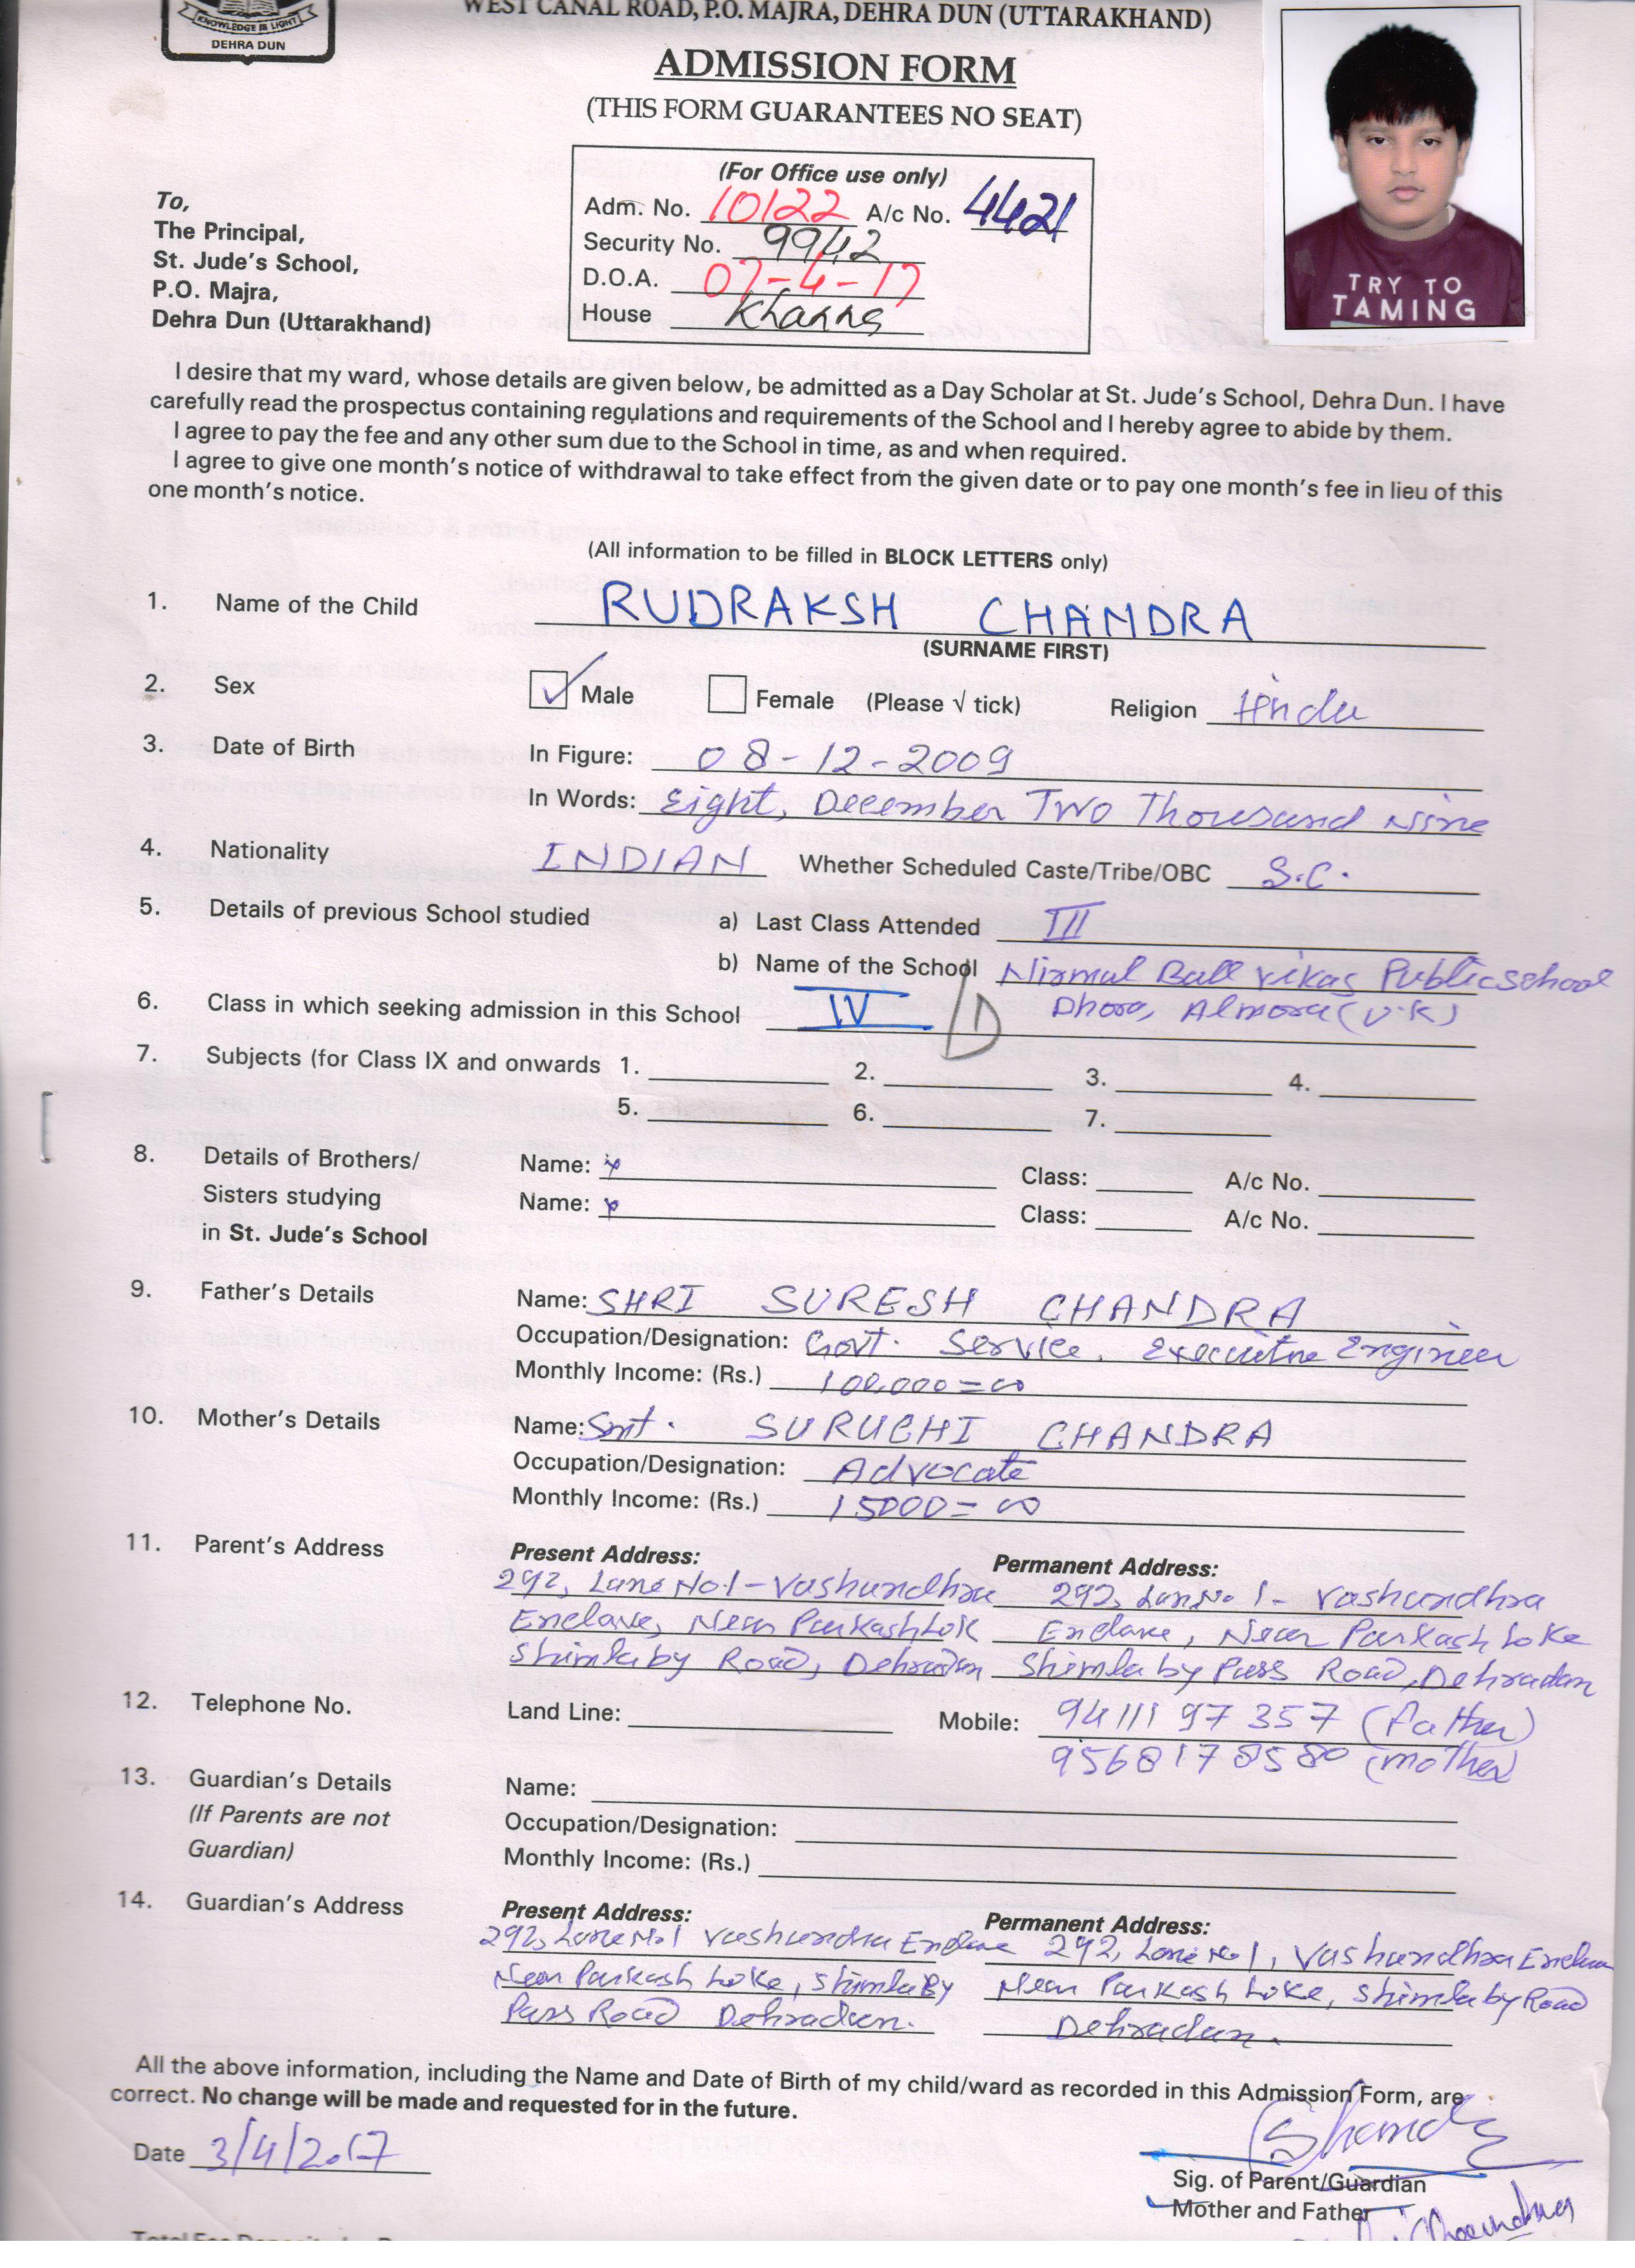 KNOWLEDGE IS LIGHT
DEHRA DUN
WEST CANAL ROAD, P.O. MAJRA, DEHRA DUN (UTTARAKHAND)
ADMISSION FORM
(THIS FORM GUARANTEES NO SEAT)
(For Office use only)
Adm. No. 10122 A/c No. 4421
Security No. 9942
D.O.A. 07-4-17
House Khanna
To,
The Principal,
St. Jude's School,
P.O. Majra,
Dehra Dun (Uttarakhand)
TRY TO
TAMING
I desire that my ward, whose details are given below, be admitted as a Day Scholar at St. Jude's School, Dehra Dun. I have
carefully read the prospectus containing regulations and requirements of the School and I hereby agree to abide by them.
I agree to pay the fee and any other sum due to the School in time, as and when required.
I agree to give one month's notice of withdrawal to take effect from the given date or to pay one month's fee in lieu of this
one month's notice.
(All information to be filled in BLOCK LETTERS only)
1. Name of the Child RUDRAKSH CHANDRA
(SURNAME FIRST)
2. Sex Male Female (Please √ tick) Religion Hindu
3. Date of Birth In Figure: 08-12-2009
In Words: Eight, December Two Thousand Nine
4. Nationality INDIAN Whether Scheduled Caste/Tribe/OBC S.C.
5. Details of previous School studied a) Last Class Attended III
b) Name of the School Nirmal Ball Vikas Public School
Dhora, Almora (U.K)
6. Class in which seeking admission in this School IV/D
7. Subjects (for Class IX and onwards 1. 2. 3. 4.
5. 6. 7.
8. Details of Brothers/ Name: x Class: A/c No.
Sisters studying Name: x Class: A/c No.
in St. Jude's School
9. Father's Details Name: SHRI SURESH CHANDRA
Occupation/Designation: Govt. Service, Executive Engineer
Monthly Income: (Rs.) 100,000=00
10. Mother's Details Name: Smt. SURUCHI CHANDRA
Occupation/Designation: Advocate
Monthly Income: (Rs.) 15000=00
11. Parent's Address Present Address: Permanent Address:
292, Lane No.1-Vashundhra 292, Lan No 1- Vashundhra
Enclave, Near Parkash Lok Enclave, Near Parkash Loke
Shimla by Road, Dehradun Shimla by Pass Road, Dehradun
12. Telephone No. Land Line: Mobile: 9411197357 (Father)
9568178580 (Mother)
13. Guardian's Details Name:
(If Parents are not Occupation/Designation:
Guardian) Monthly Income: (Rs.)
14. Guardian's Address Present Address: Permanent Address:
292, Lane No.1 Vashundhra Enclave 292, Lane No 1, Vashundhra Enclave
Near Parkash Loke, Shimla By Near Parkash Loke, Shimla by Road
Pass Road Dehradun. Dehradun.
All the above information, including the Name and Date of Birth of my child/ward as recorded in this Admission Form, are
correct. No change will be made and requested for in the future.
Date 3/4/2017
Sig. of Parent/Guardian
Mother and Father